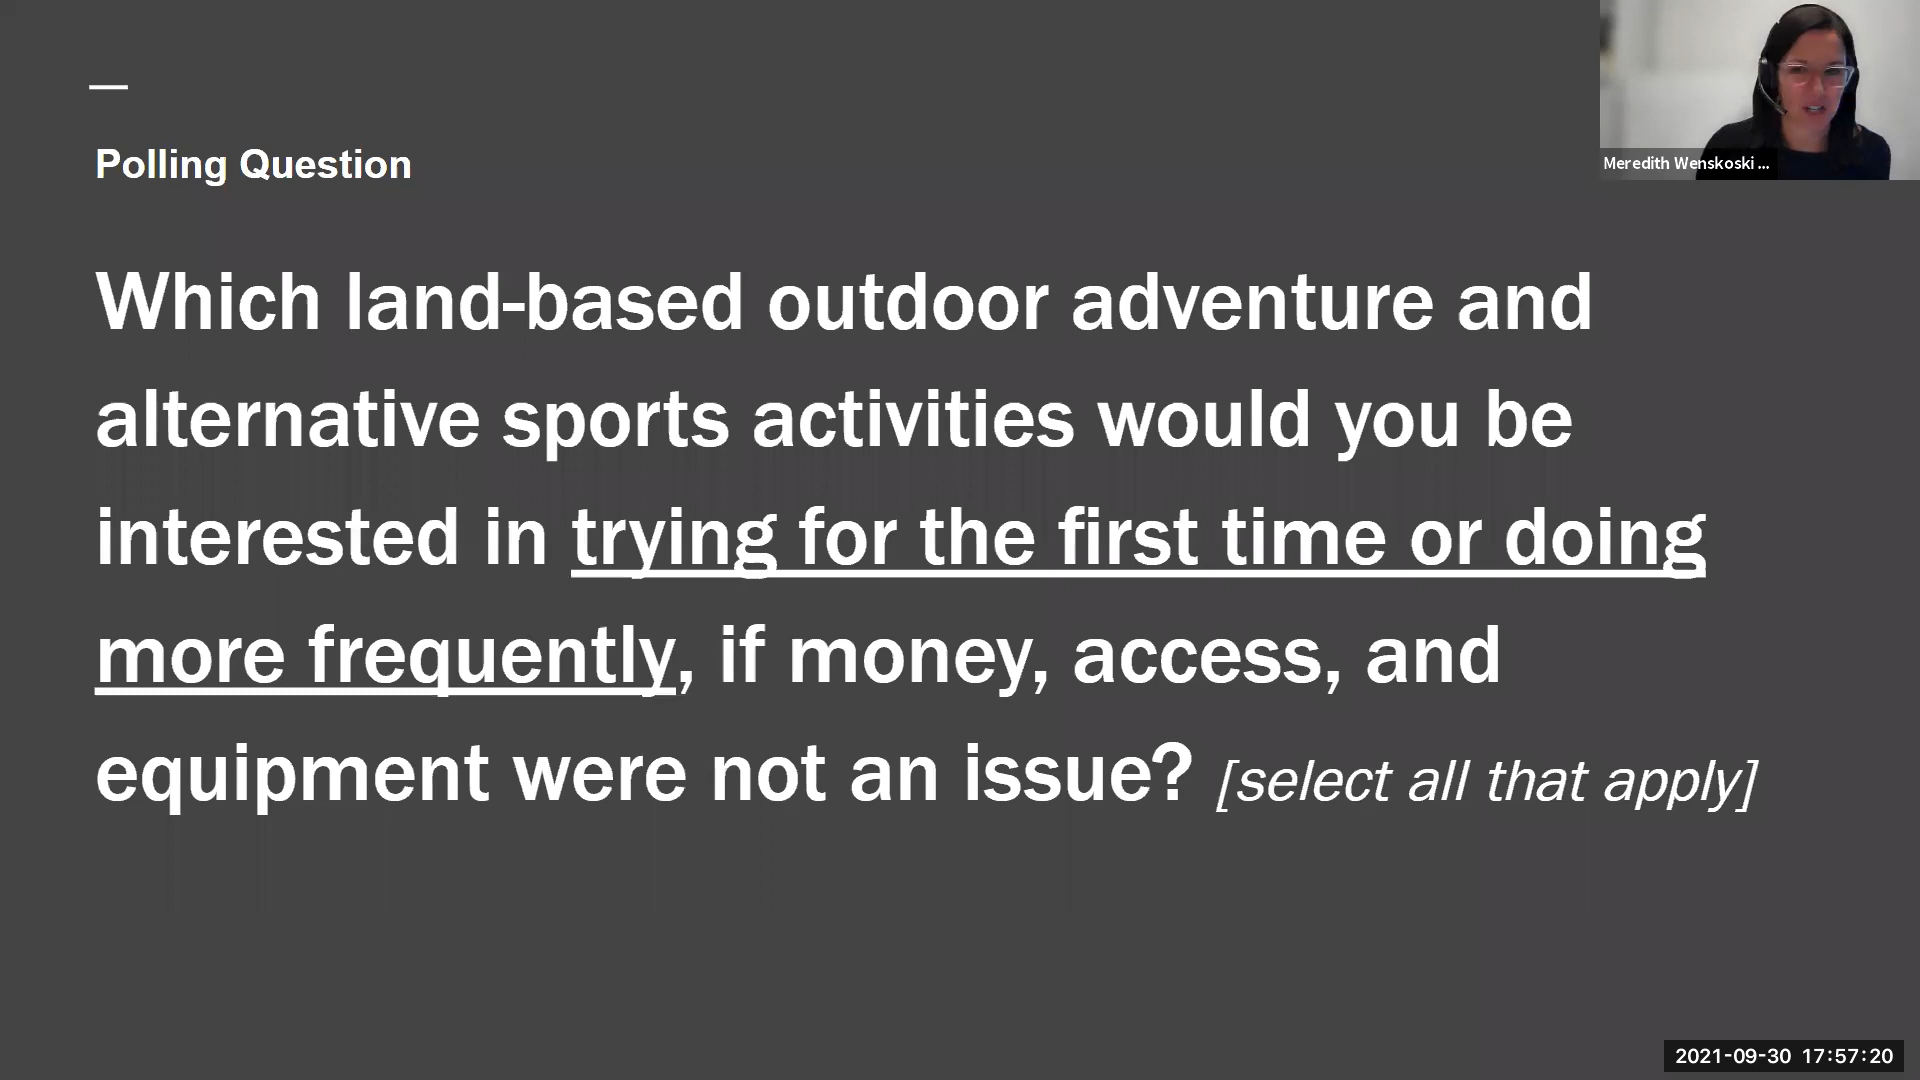 Polling Question
Which land-based outdoor adventure and
alternative sports activities would you be
interested in trying for the first time or doing
more frequently, if money, access, and
equipment were not an issue? [select all that apply]
Meredith Wenskoski ...
2021-09-30 17:57:20